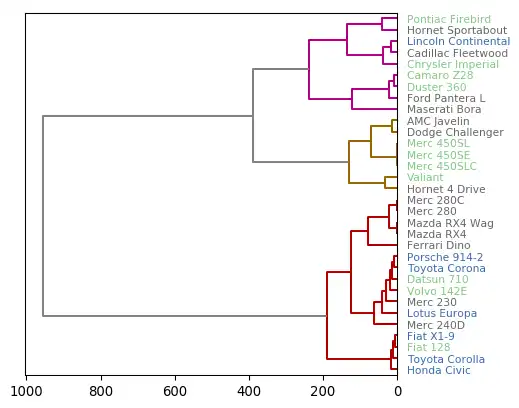 Pontiac Firebird
Hornet Sportabout
Lincoln Continental
Cadillac Fleetwood
Chrysler Imperial
Camaro Z28
Duster 360
Ford Pantera L
Maserati Bora
AMC Javelin
Dodge Challenger
Merc 450SL
Merc 450SE
Merc 450SLC
Valiant
Hornet 4 Drive
Merc 280C
Merc 280
Mazda RX4 Wag
Mazda RX4
Ferrari Dino
Porsche 914-2
Toyota Corona
Datsun 710
Volvo 142E
Merc 230
Lotus Europa
Merc 240D
Fiat X1-9
Fiat 128
Toyota Corolla
Honda Civic
1000 800 600 400 200 0